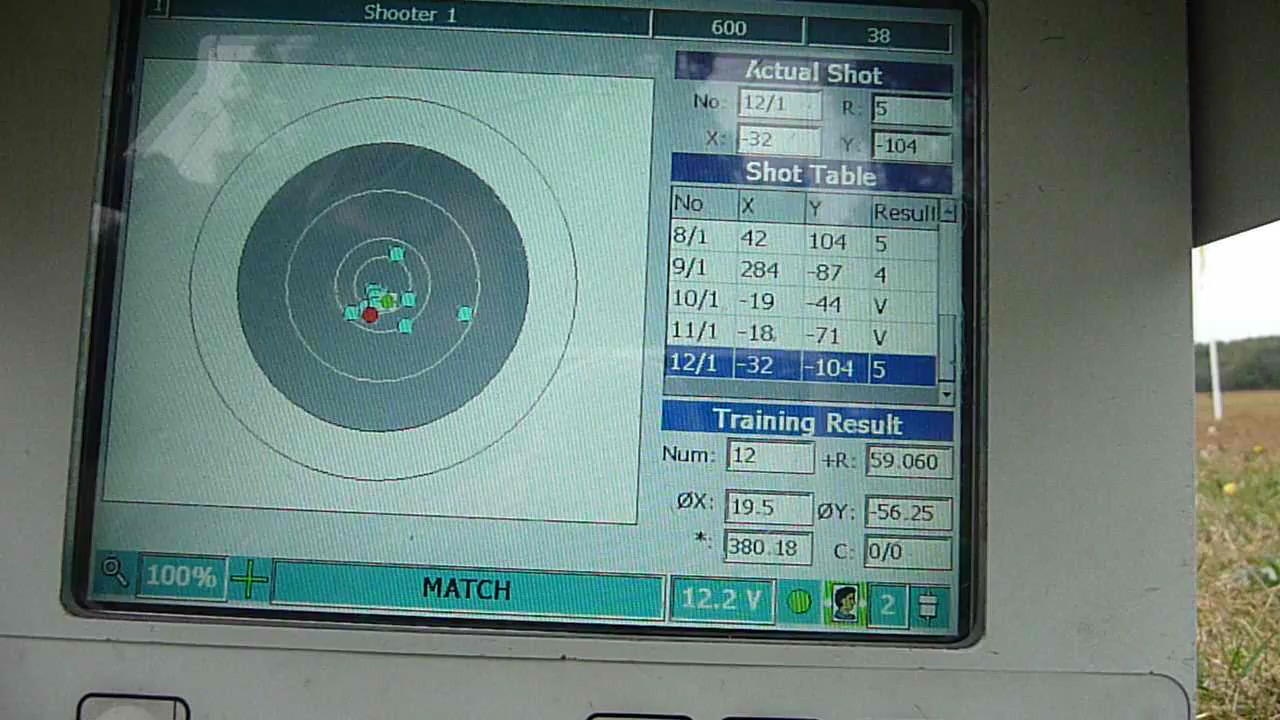 1 Shooter 1 600 38
Actual Shot
No: 12/1 R: 5
X: -32 Y: -104
Shot Table
No X Y Result
8/1 42 104 5
9/1 284 -87 4
10/1 -19 -44 V
11/1 -18 -71 V
12/1 -32 -104 5
Training Result
Num: 12 +R: 59.060
ØX: 19.5 ØY: -56.25
*: 380.18 C: 0/0
100% MATCH 12.2 V 2